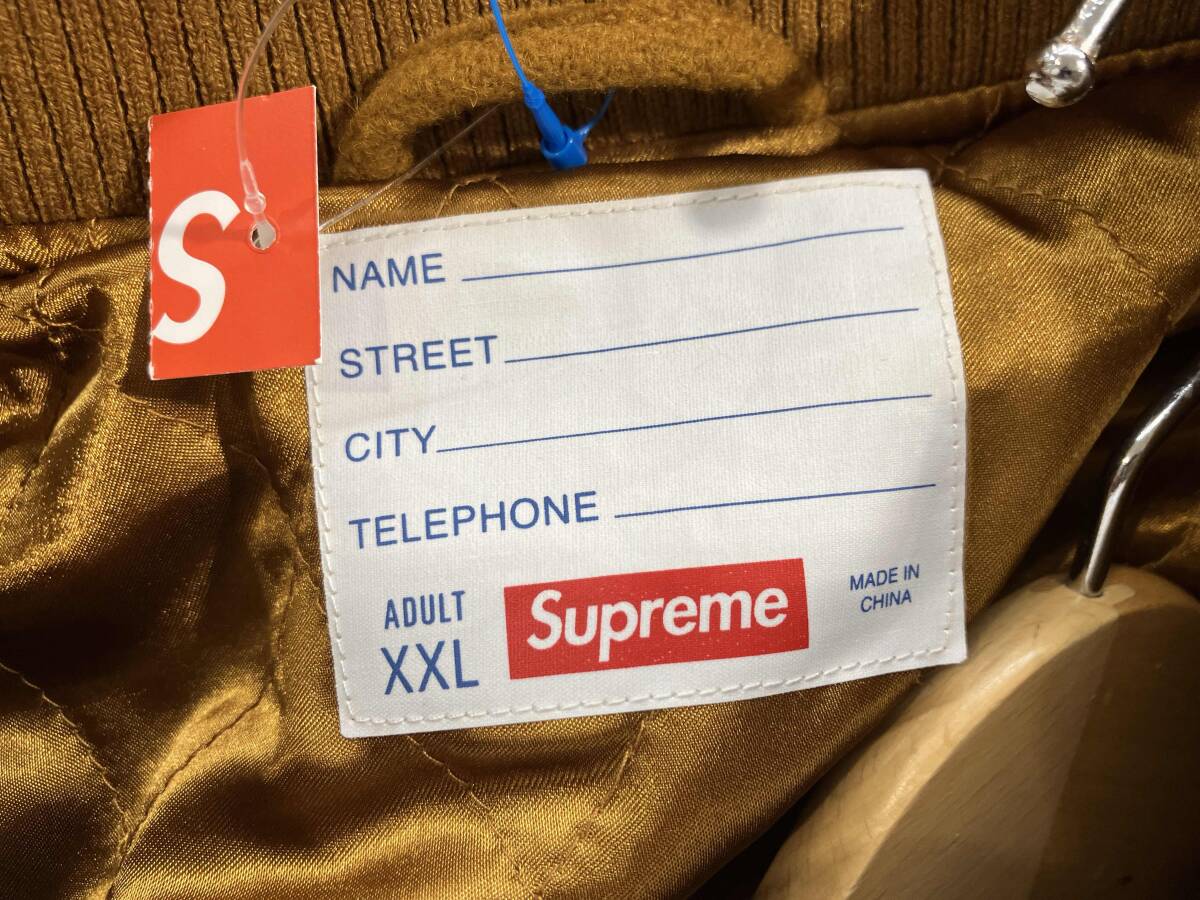 S
NAME
STREET
CITY
TELEPHONE
ADULT
XXL
Supreme
MADE IN
CHINA